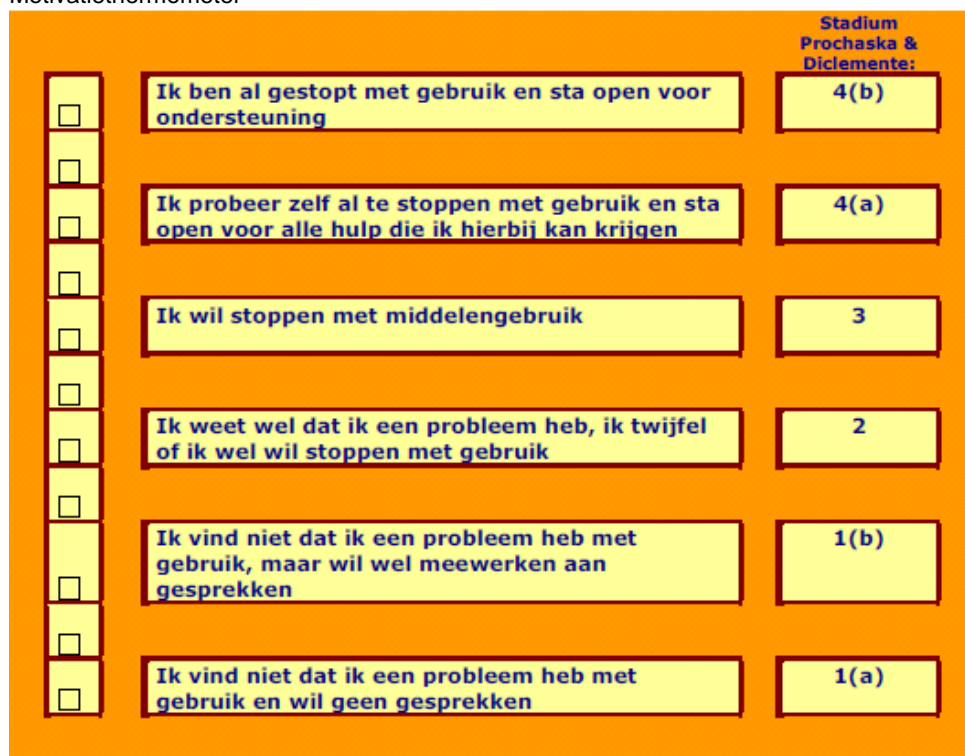 Motivatiethermometer
Stadium
Prochaska &
Diclemente:
Ik ben al gestopt met gebruik en sta open voor
ondersteuning
4(b)
Ik probeer zelf al te stoppen met gebruik en sta
open voor alle hulp die ik hierbij kan krijgen
4(a)
Ik wil stoppen met middelengebruik
3
Ik weet wel dat ik een probleem heb, ik twijfel
of ik wel wil stoppen met gebruik
2
Ik vind niet dat ik een probleem heb met
gebruik, maar wil wel meewerken aan
gesprekken
1(b)
Ik vind niet dat ik een probleem heb met
gebruik en wil geen gesprekken
1(a)